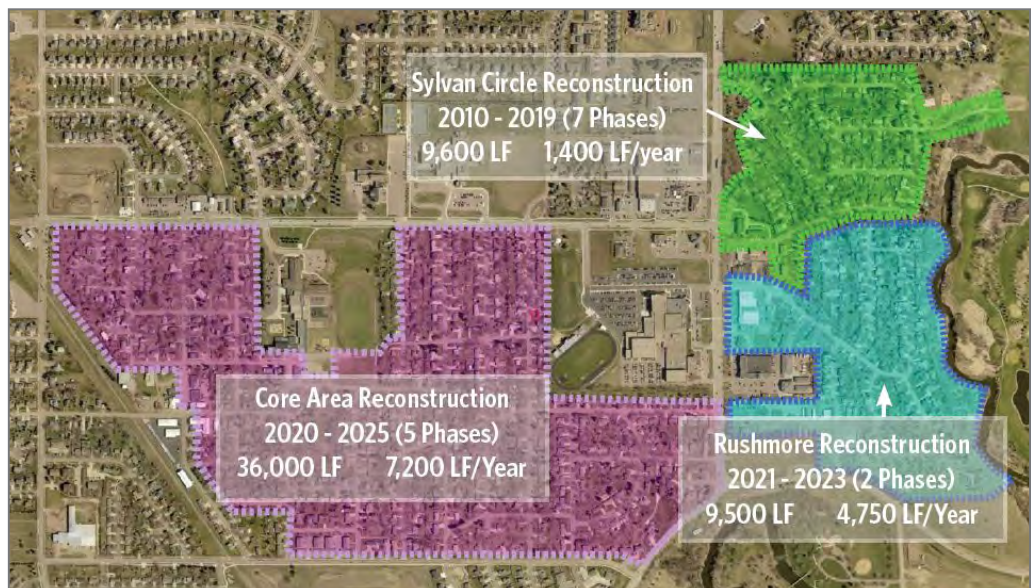 Sylvan Circle Reconstruction
2010 - 2019 (7 Phases)
9,600 LF 1,400 LF/year
Core Area Reconstruction
2020 - 2025 (5 Phases)
36,000 LF 7,200 LF/Year
Rushmore Reconstruction
2021 - 2023 (2 Phases)
9,500 LF 4,750 LF/Year